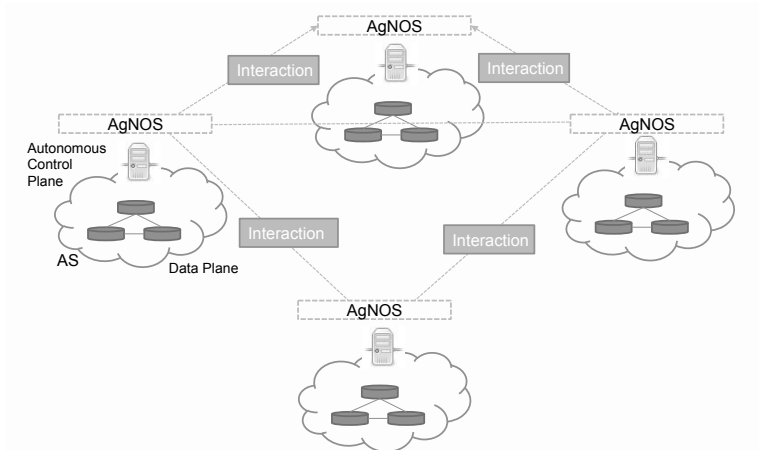 AgNOS
Interaction
Interaction
AgNOS
AgNOS
Autonomous
Control
Plane
AS
Data Plane
Interaction
Interaction
AgNOS